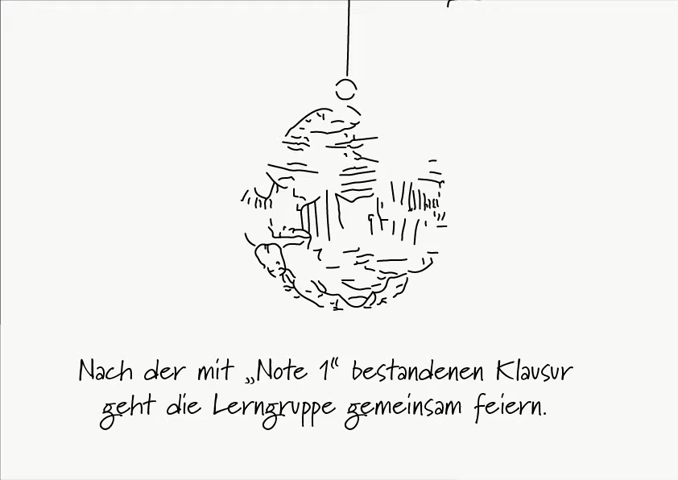 Nach der mit „Note 1“ bestandenen Klausur
geht die Lerngruppe gemeinsam feiern.